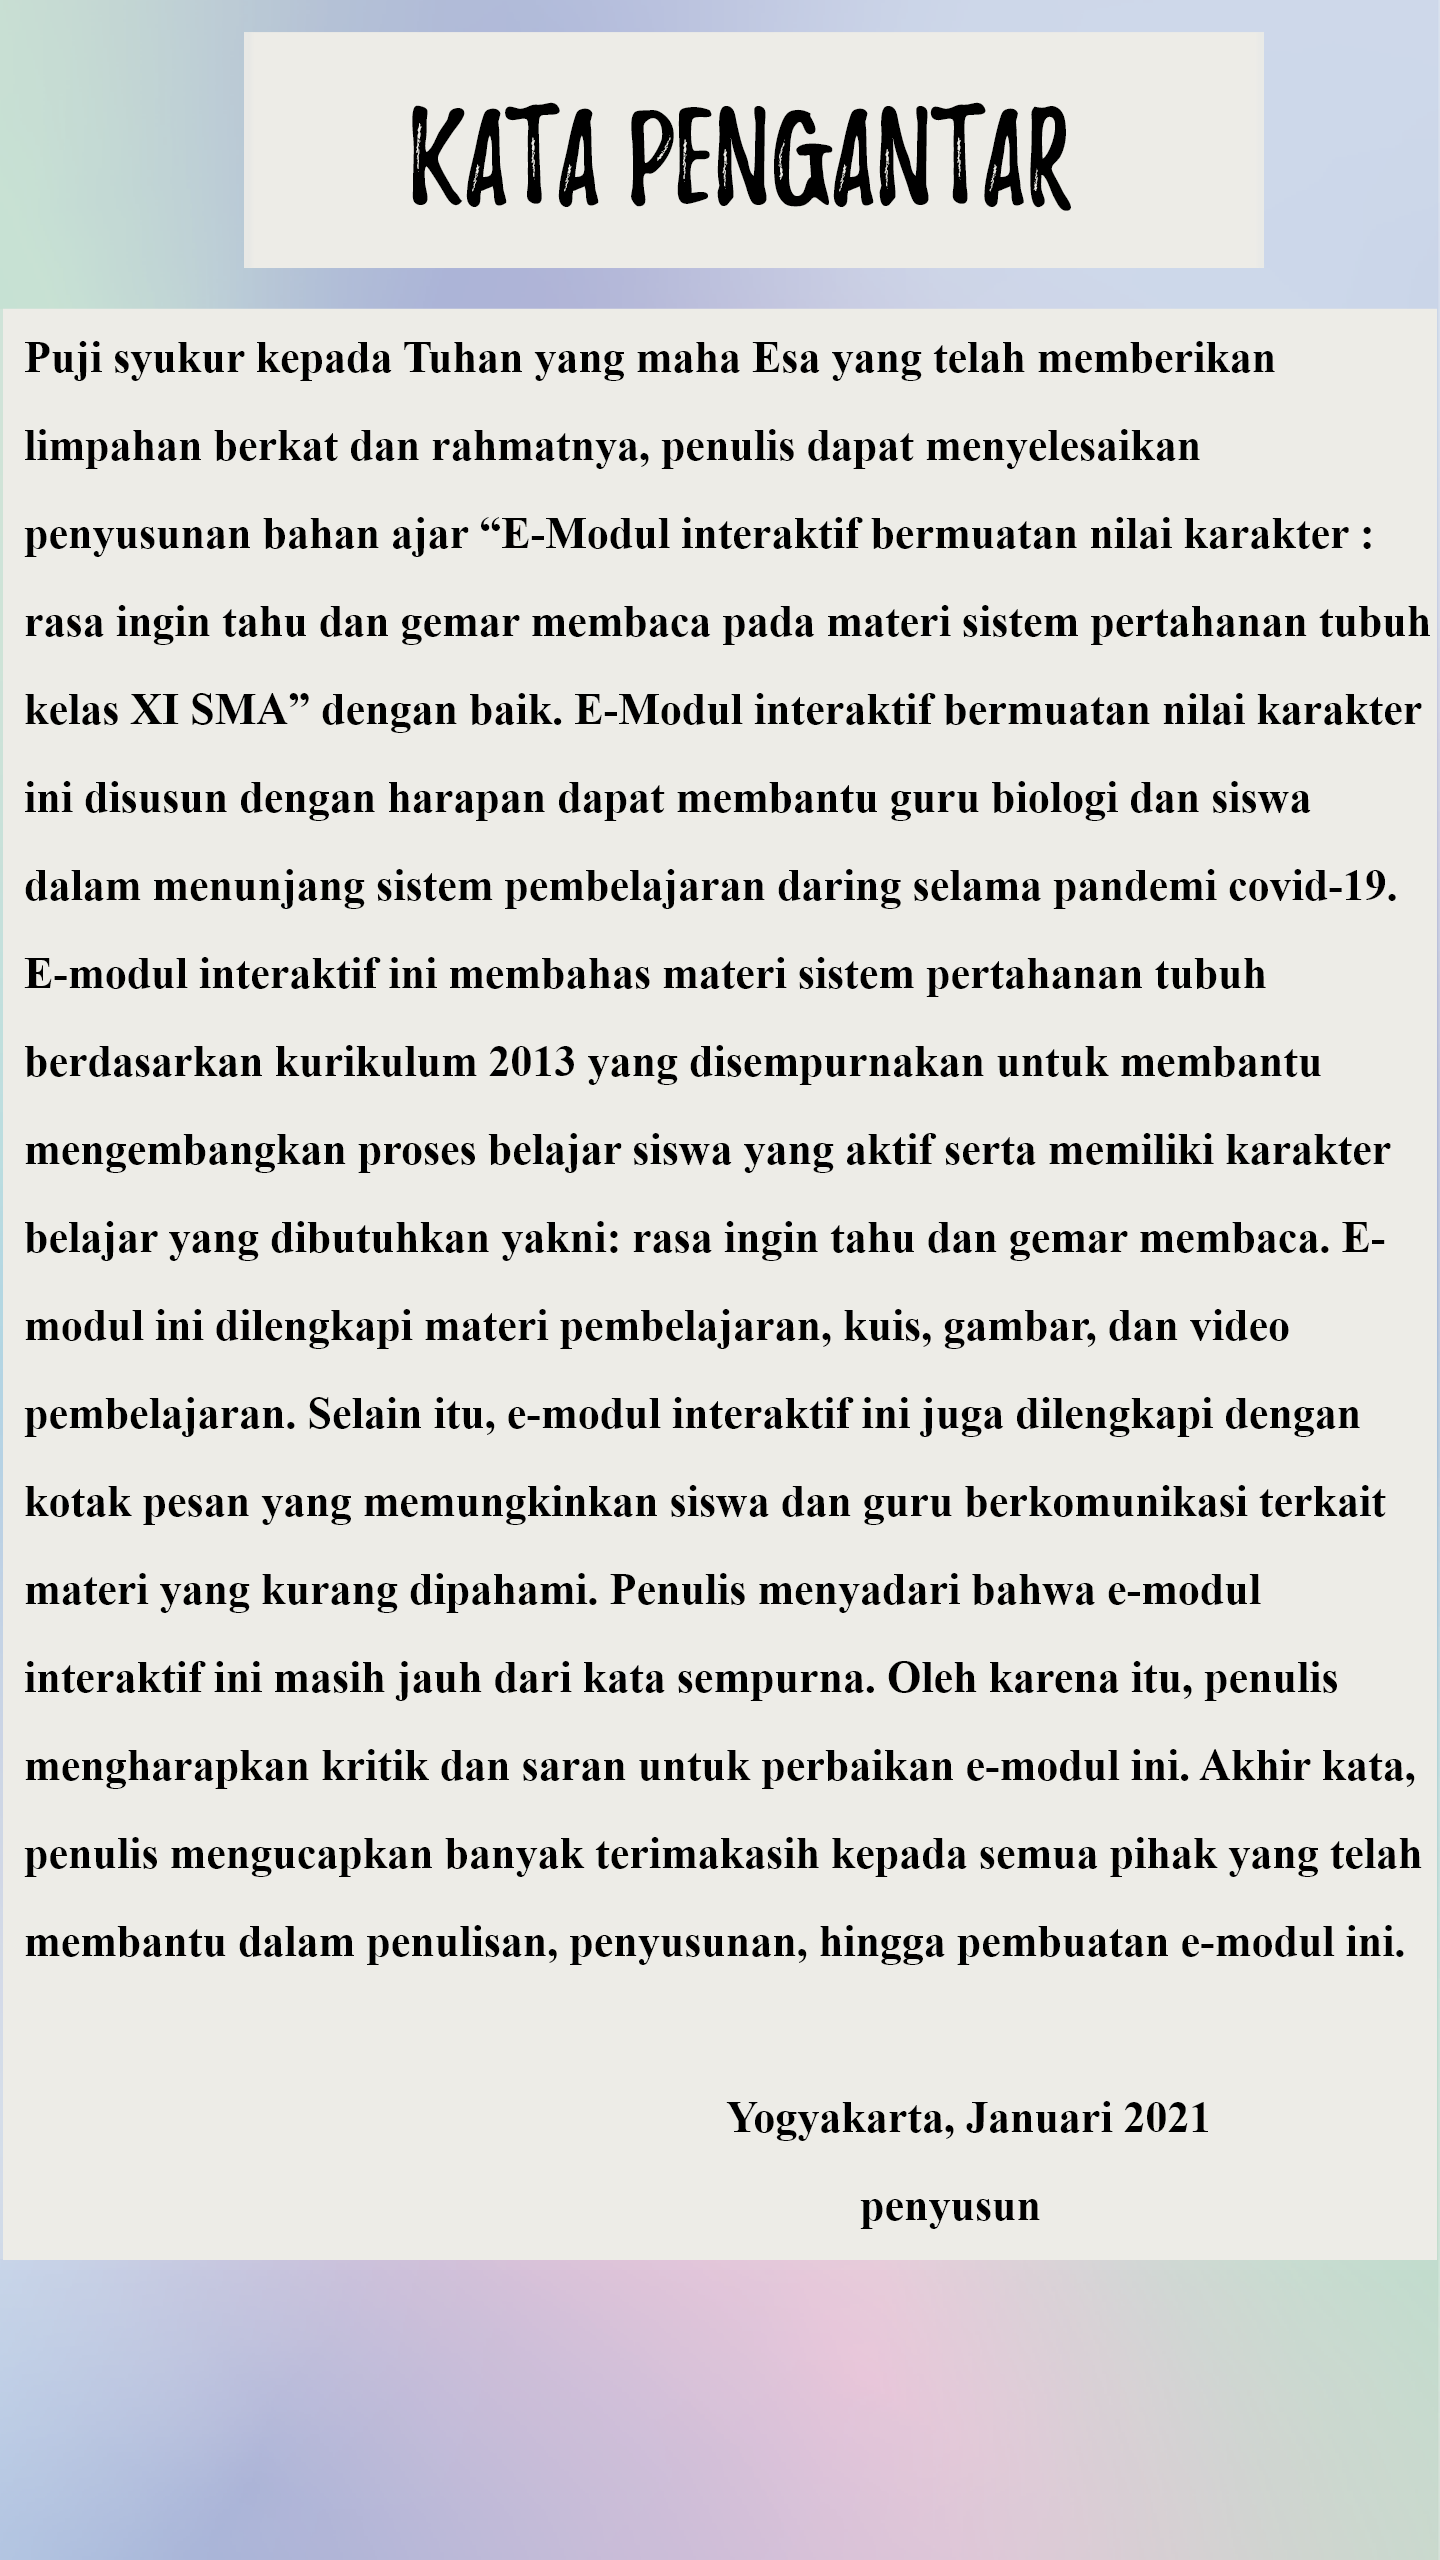 KATA PENGANTAR
Puji syukur kepada Tuhan yang maha Esa yang telah memberikan
limpahan berkat dan rahmatnya, penulis dapat menyelesaikan
penyusunan bahan ajar “E-Modul interaktif bermuatan nilai karakter :
rasa ingin tahu dan gemar membaca pada materi sistem pertahanan tubuh
kelas XI SMA” dengan baik. E-Modul interaktif bermuatan nilai karakter
ini disusun dengan harapan dapat membantu guru biologi dan siswa
dalam menunjang sistem pembelajaran daring selama pandemi covid-19.
E-modul interaktif ini membahas materi sistem pertahanan tubuh
berdasarkan kurikulum 2013 yang disempurnakan untuk membantu
mengembangkan proses belajar siswa yang aktif serta memiliki karakter
belajar yang dibutuhkan yakni: rasa ingin tahu dan gemar membaca. E-
modul ini dilengkapi materi pembelajaran, kuis, gambar, dan video
pembelajaran. Selain itu, e-modul interaktif ini juga dilengkapi dengan
kotak pesan yang memungkinkan siswa dan guru berkomunikasi terkait
materi yang kurang dipahami. Penulis menyadari bahwa e-modul
interaktif ini masih jauh dari kata sempurna. Oleh karena itu, penulis
mengharapkan kritik dan saran untuk perbaikan e-modul ini. Akhir kata,
penulis mengucapkan banyak terimakasih kepada semua pihak yang telah
membantu dalam penulisan, penyusunan, hingga pembuatan e-modul ini.
Yogyakarta, Januari 2021
penyusun